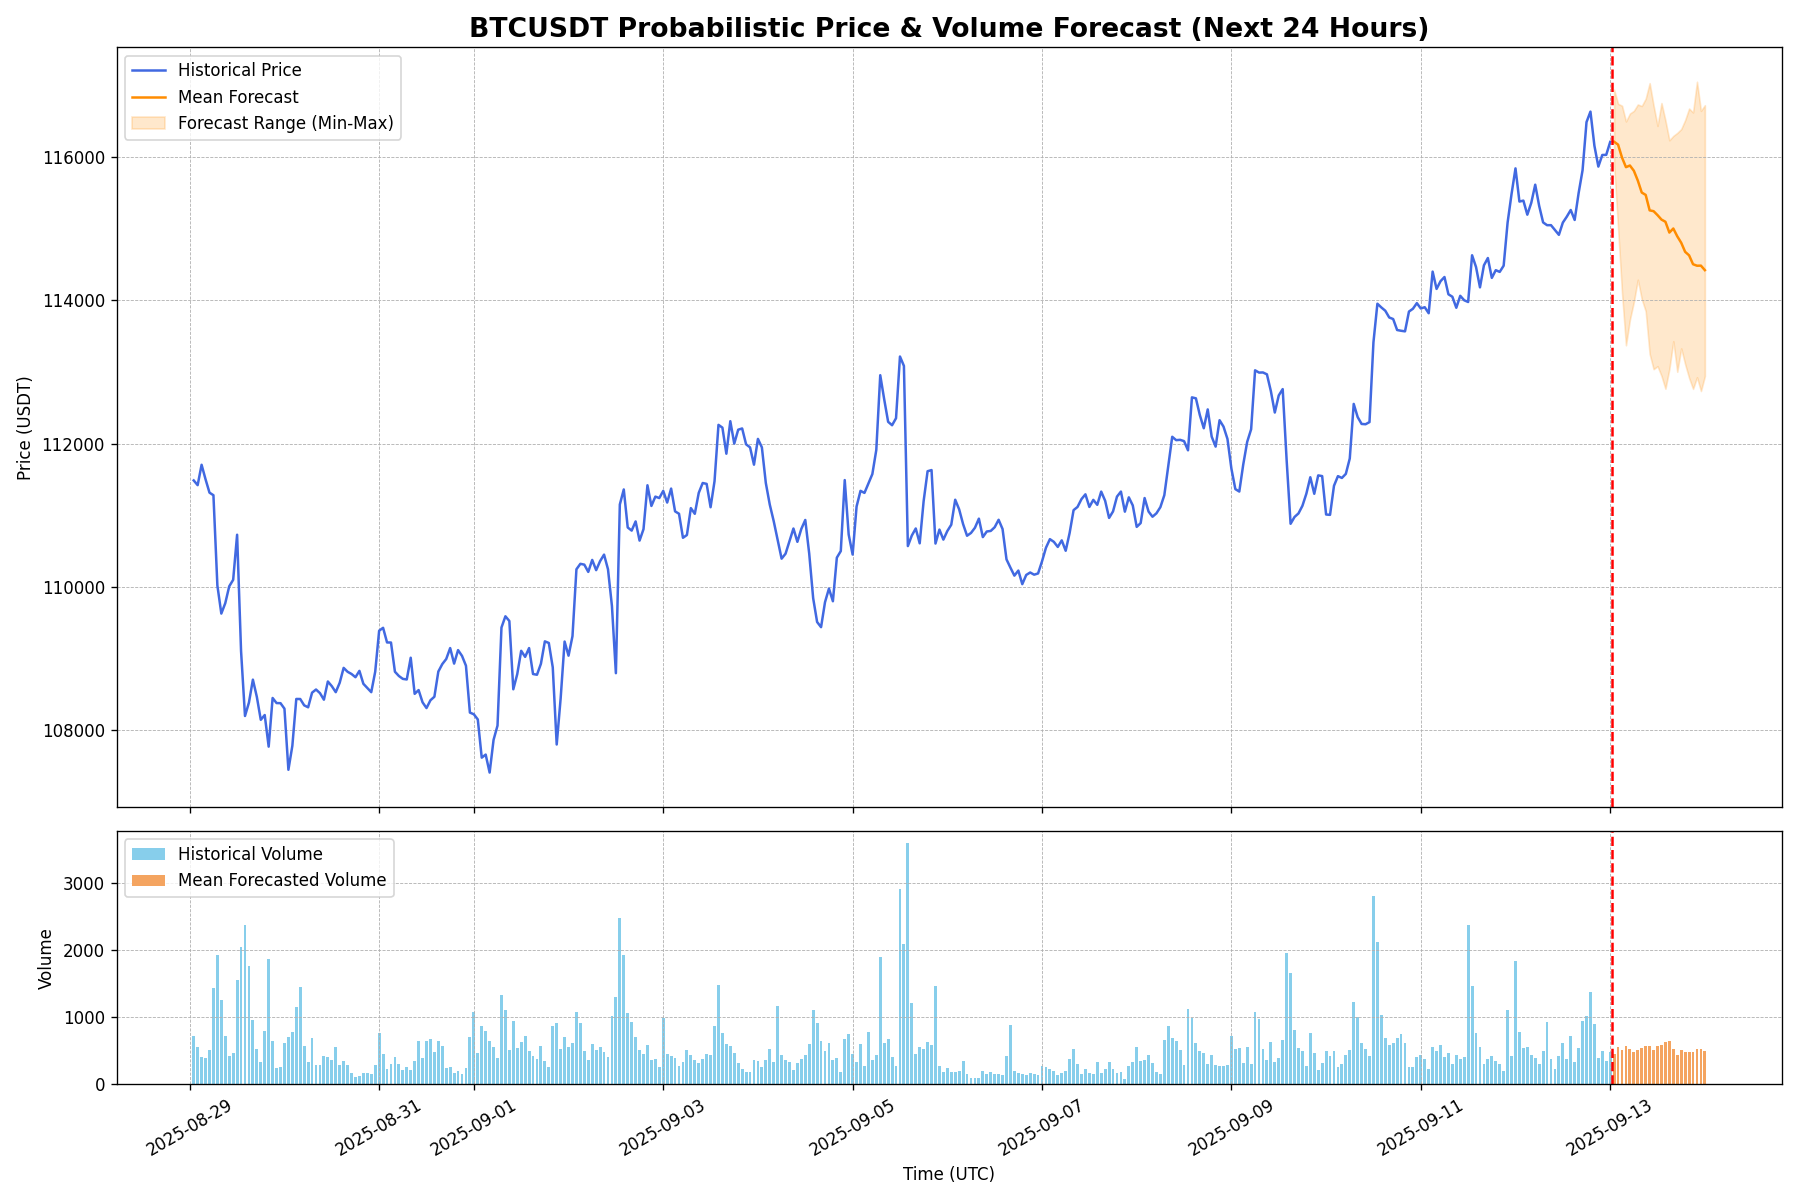 BTCUSDT Probabilistic Price & Volume Forecast (Next 24 Hours)
Historical Price
Mean Forecast
Forecast Range (Min-Max)
116000
114000
112000
110000
108000
Price (USDT)
Historical Volume
Mean Forecasted Volume
3000
2000
1000
0
Volume
2025-08-29
2025-08-31
2025-09-01
2025-09-03
2025-09-05
2025-09-07
2025-09-09
2025-09-11
2025-09-13
Time (UTC)